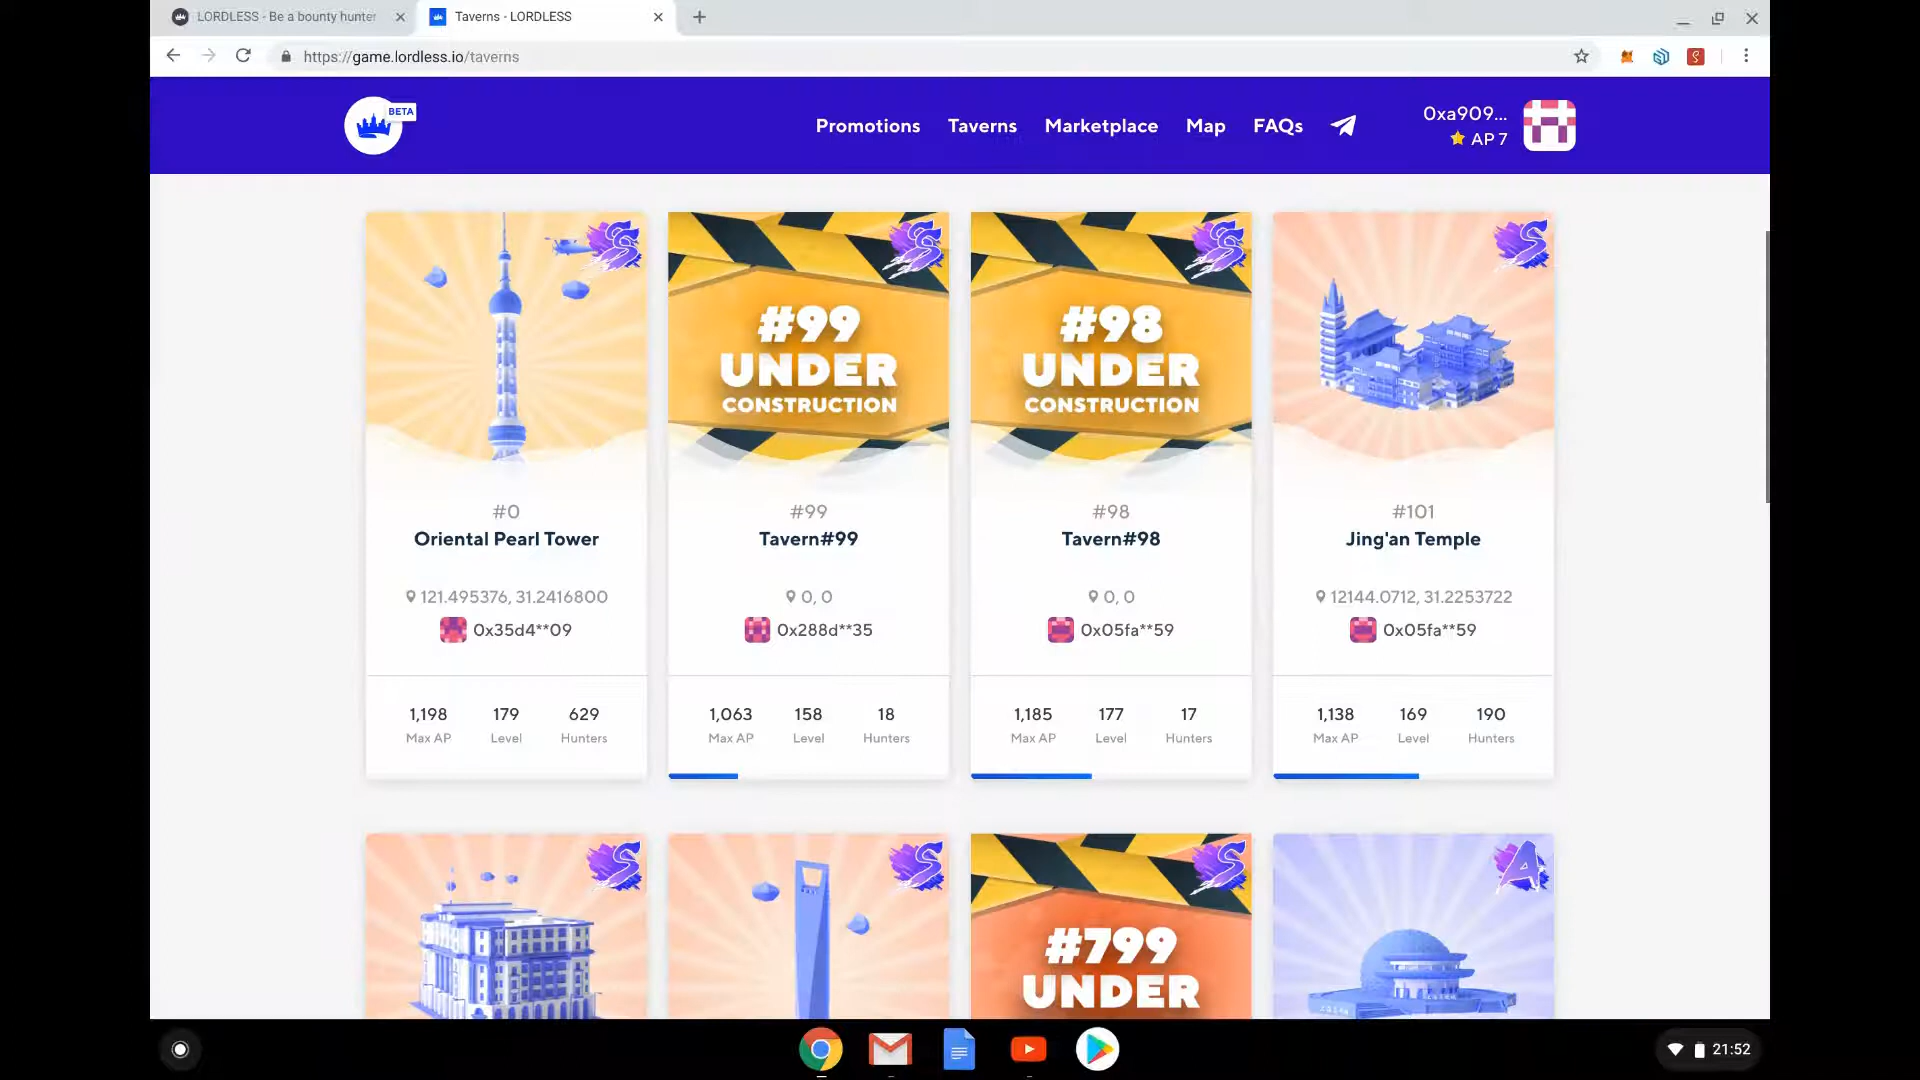 LORDLESS - Be a bounty hunter
Taverns - LORDLESS
https://game.lordless.io/taverns
BETA
Promotions
Taverns
Marketplace
Map
FAQs
0xa909...
AP 7
S
#0
Oriental Pearl Tower
121.495376, 31.2416800
0x35d4**09
1,198
179
629
Max AP
Level
Hunters
S
#99
UNDER
CONSTRUCTION
#99
Tavern#99
0, 0
0x288d**35
1,063
158
18
Max AP
Level
Hunters
S
#98
UNDER
CONSTRUCTION
#98
Tavern#98
0, 0
0x05fa**59
1,185
177
17
Max AP
Level
Hunters
S
#101
Jing'an Temple
12144.0712, 31.2253722
0x05fa**59
1,138
169
190
Max AP
Level
Hunters
S
S
S
#799
UNDER
A
21:52